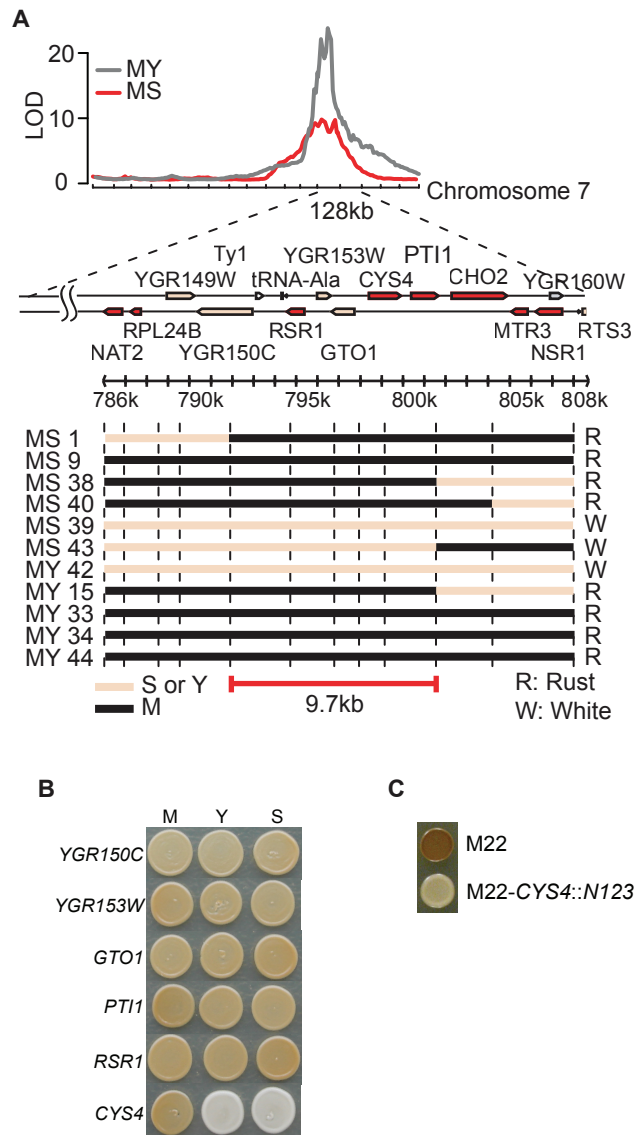 A
LOD
20
10
0
MY
MS
Chromosome 7
128kb
Ty1 YGR153W PTI1
YGR149W tRNA-Ala CYS4 CHO2 YGR160W
RPL24B RSR1 MTR3 RTS3
NAT2 YGR150C GTO1 NSR1
786k 790k 795k 800k 805k 808k
MS 1 R
MS 9 R
MS 38 R
MS 40 R
MS 39 W
MS 43 W
MY 42 W
MY 15 R
MY 33 R
MY 34 R
MY 44 R
S or Y
M
9.7kb
R: Rust
W: White
B
M Y S
YGR150C
YGR153W
GTO1
PTI1
RSR1
CYS4
C
M22
M22-CYS4::N123